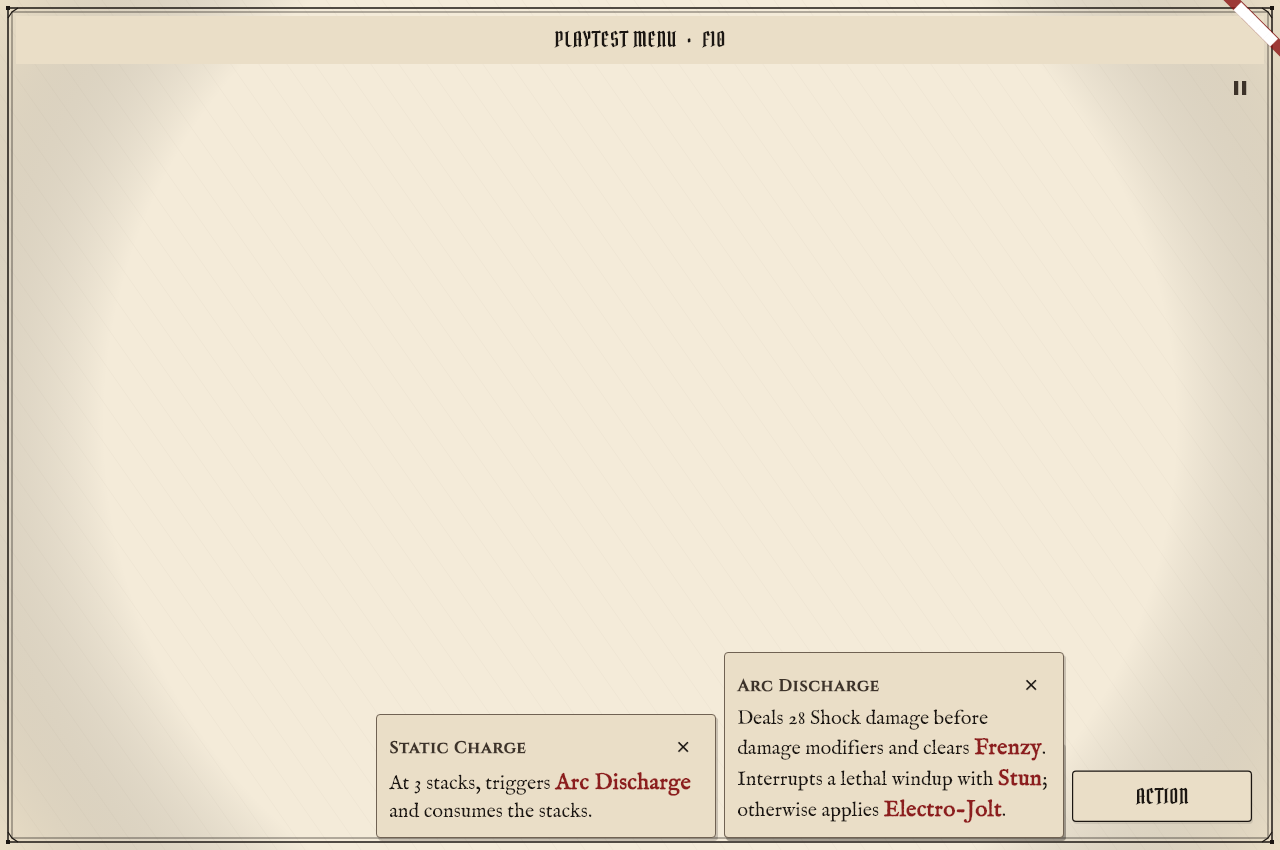 PLAYTEST MENU · F10
STATIC CHARGE ×
At 3 stacks, triggers Arc Discharge
and consumes the stacks.
ARC DISCHARGE ×
Deals 28 Shock damage before
damage modifiers and clears Frenzy.
Interrupts a lethal windup with Stun;
otherwise applies Electro-Jolt.
ACTION